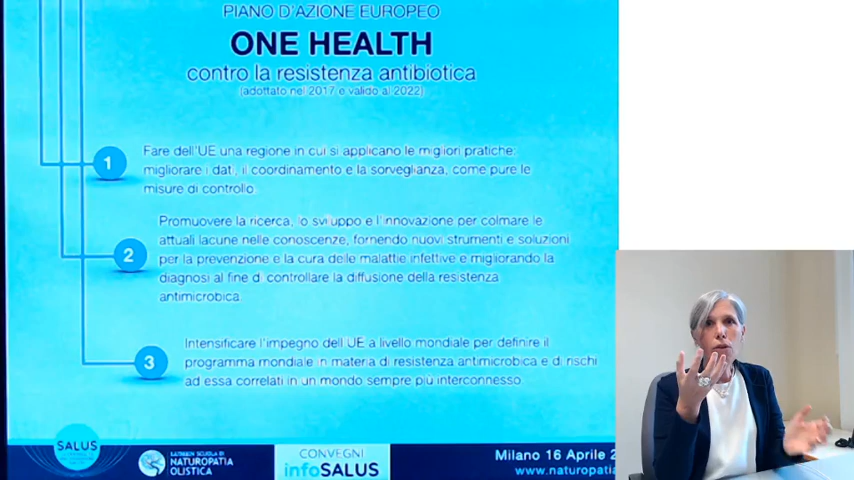 PIANO D'AZIONE EUROPEO
ONE HEALTH
contro la resistenza antibiotica
(adottato nel 2017 e valido al 2022)
1
Fare dell'UE una regione in cui si applicano le migliori pratiche:
migliorare i dati, il coordinamento e la sorveglianza, come pure le
misure di controllo
2
Promuovere la ricerca, lo sviluppo e l'innovazione per colmare le
attuali lacune nelle conoscenze, fornendo nuovi strumenti e soluzioni
per la prevenzione e la cura delle malattie infettive e migliorando la
diagnosi al fine di controllare la diffusione della resistenza
antimicrobica.
3
Intensificare l'impegno dell'UE a livello mondiale per definire il
programma mondiale in materia di resistenza antimicrobica e di rischi
ad essa correlati in un mondo sempre più interconnesso
SALUS
NATUROPATIA
OLISTICA
CONVEGNI
infoSALUS
Milano 16 Aprile 2
www.naturopatia